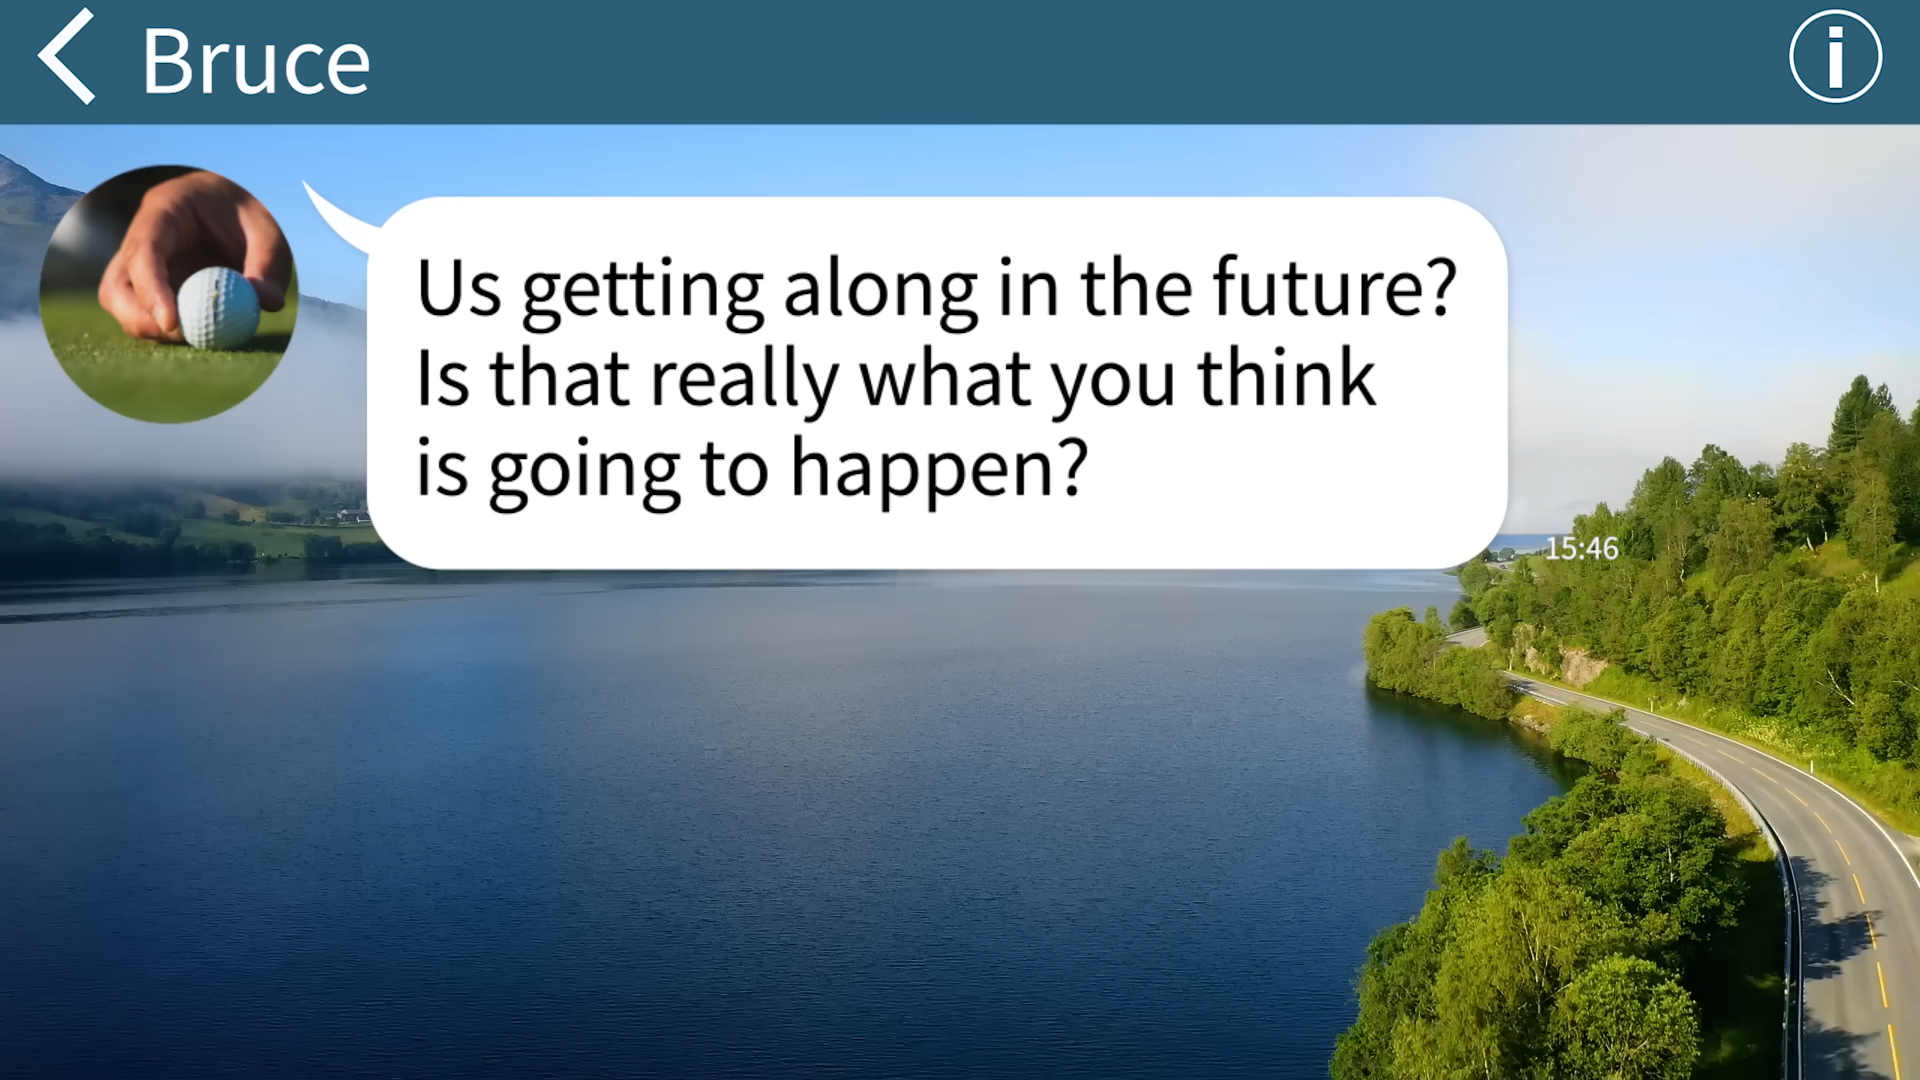 Bruce
Us getting along in the future?
Is that really what you think
is going to happen?
15:46